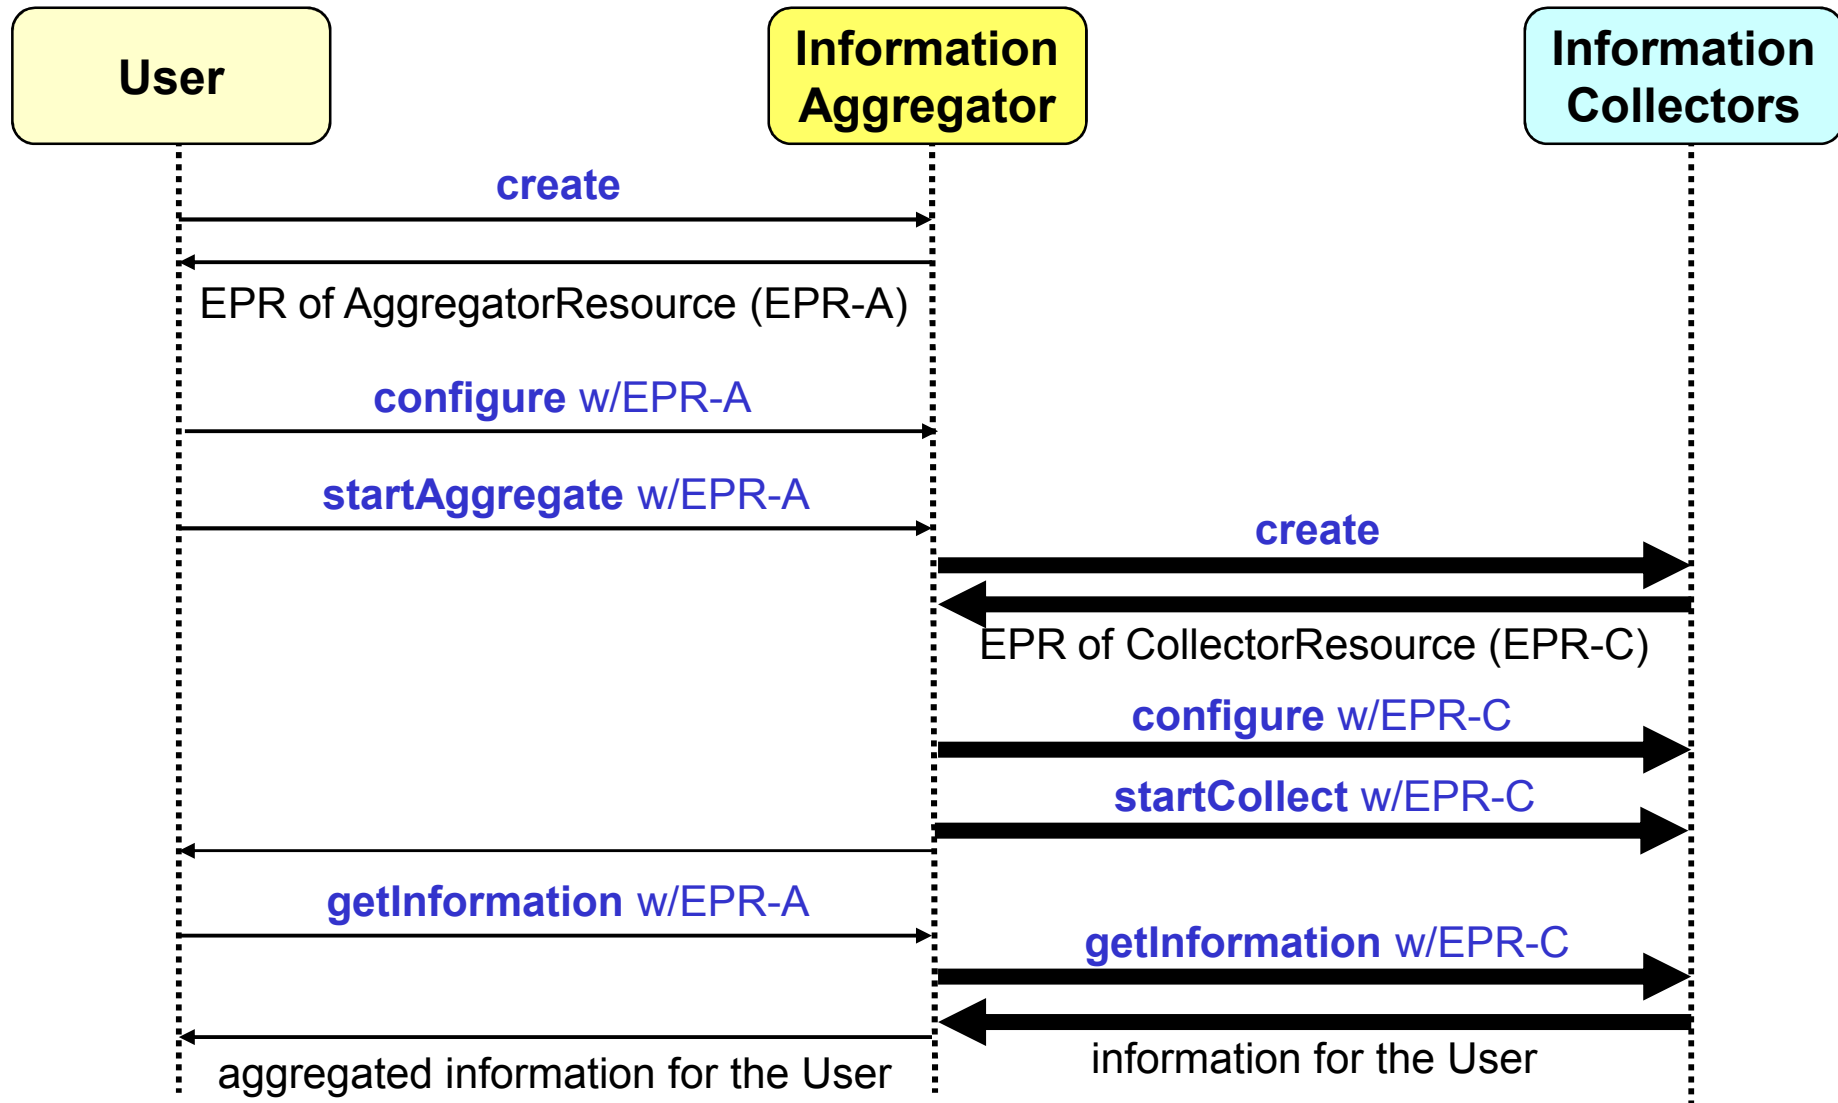 User
Information
Aggregator
Information
Collectors
create
EPR of AggregatorResource (EPR-A)
configure w/EPR-A
startAggregate w/EPR-A
create
EPR of CollectorResource (EPR-C)
configure w/EPR-C
startCollect w/EPR-C
getInformation w/EPR-A
getInformation w/EPR-C
information for the User
aggregated information for the User